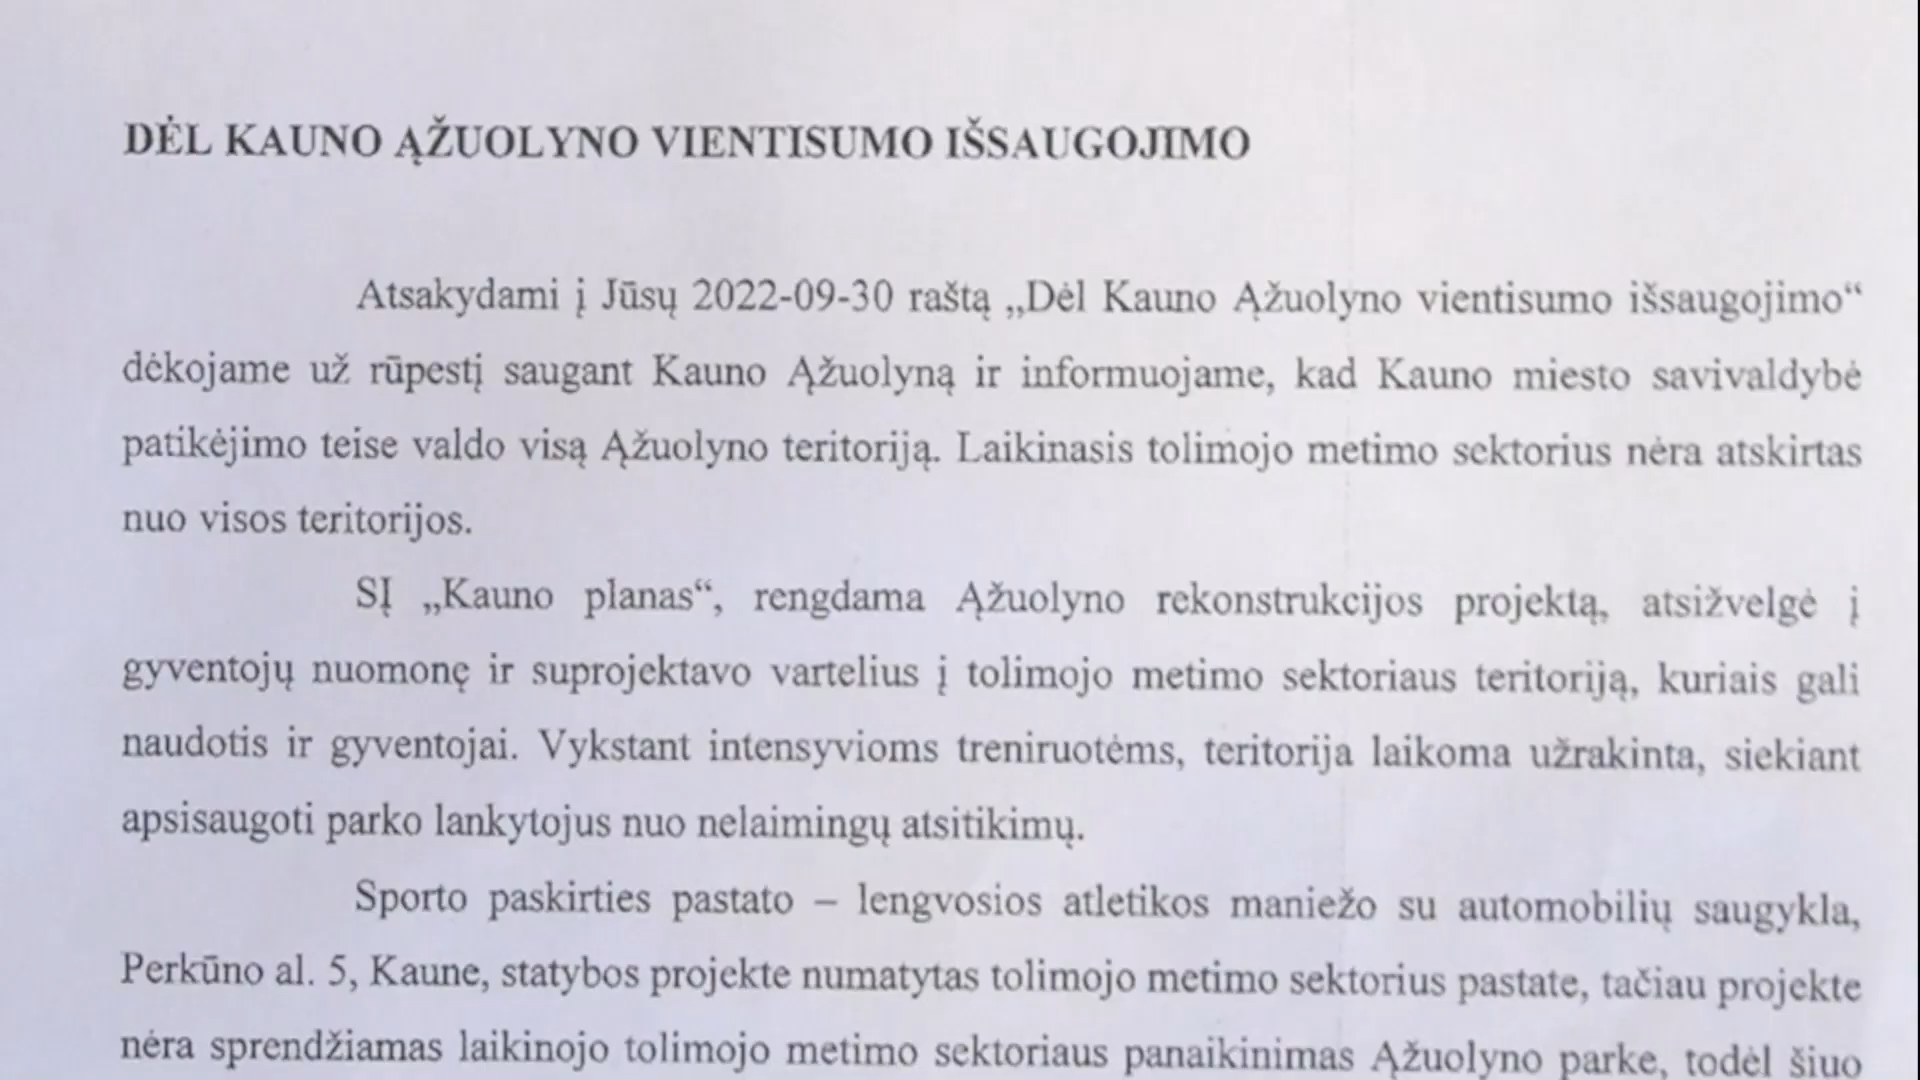 DĖL KAUNO ĄŽUOLYNO VIENTISUMO IŠSAUGOJIMO
Atsakydami į Jūsų 2022-09-30 raštą „Dėl Kauno Ąžuolyno vientisumo išsaugojimo“
dėkojame už rūpestį saugant Kauno Ąžuolyną ir informuojame, kad Kauno miesto savivaldybė
patikėjimo teise valdo visą Ąžuolyno teritoriją. Laikinasis tolimojo metimo sektorius nėra atskirtas
nuo visos teritorijos.
SĮ „Kauno planas“, rengdama Ąžuolyno rekonstrukcijos projektą, atsižvelgė į
gyventojų nuomonę ir suprojektavo vartelius į tolimojo metimo sektoriaus teritoriją, kuriais gali
naudotis ir gyventojai. Vykstant intensyvioms treniruotėms, teritorija laikoma užrakinta, siekiant
apsisaugoti parko lankytojus nuo nelaimingų atsitikimų.
Sporto paskirties pastato – lengvosios atletikos maniežo su automobilių saugykla,
Perkūno al. 5, Kaune, statybos projekte numatytas tolimojo metimo sektorius pastate, tačiau projekte
nėra sprendžiamas laikinojo tolimojo metimo sektoriaus panaikinimas Ąžuolyno parke, todėl šiuo